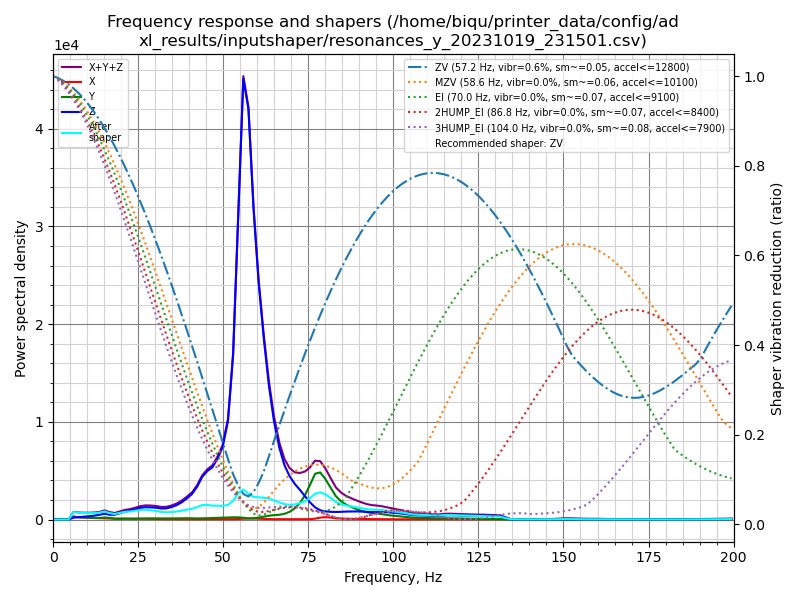 Frequency response and shapers (/home/biqu/printer_data/config/ad
xl_results/inputshaper/resonances_y_20231019_231501.csv)
1e4
X+Y+Z
X
Y
Z
After
shaper
ZV (57.2 Hz, vibr=0.6%, sm~=0.05, accel<=12800)
MZV (58.6 Hz, vibr=0.0%, sm~=0.06, accel<=10100)
EI (70.0 Hz, vibr=0.0%, sm~=0.07, accel<=9100)
2HUMP_EI (86.8 Hz, vibr=0.0%, sm~=0.07, accel<=8400)
3HUMP_EI (104.0 Hz, vibr=0.0%, sm~=0.08, accel<=7900)
Recommended shaper: ZV
Power spectral density
4
3
2
1
0
Shaper vibration reduction (ratio)
1.0
0.8
0.6
0.4
0.2
0.0
0 25 50 75 100 125 150 175 200
Frequency, Hz